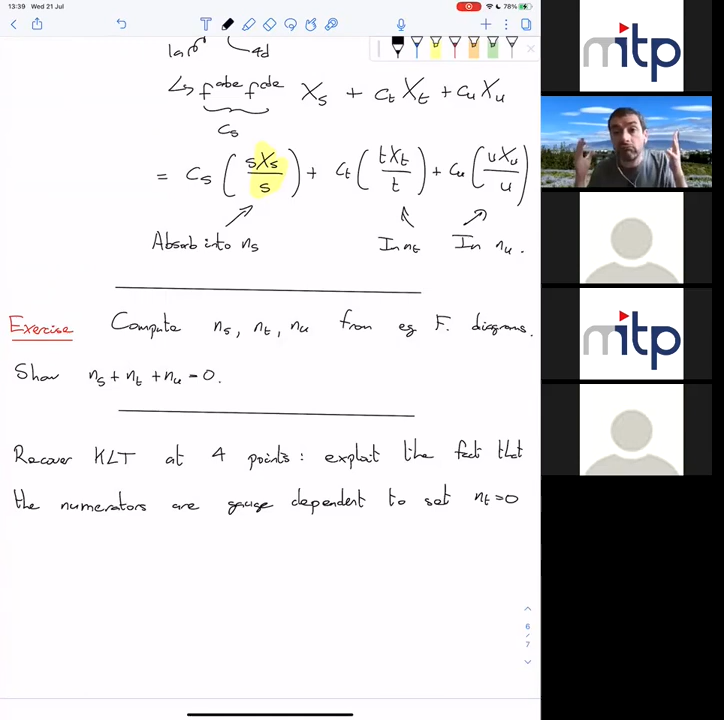 13:39 Wed 21 Jul
78%
4d
↳ f^abe f^cde X_s + C_t X_t + C_u X_u
C_s
= C_s (sX_s/s) + C_t (tX_t/t) + C_u (uX_u/u)
Absorb into n_s In n_t In n_u.
Exercise Compute n_s, n_t, n_u from eg F. diagrams.
Show n_s + n_t + n_u = 0.
Recover KLT at 4 points: exploit the fact that
the numerators are gauge dependent to set n_t = 0
6
/
7
mitp
mitp